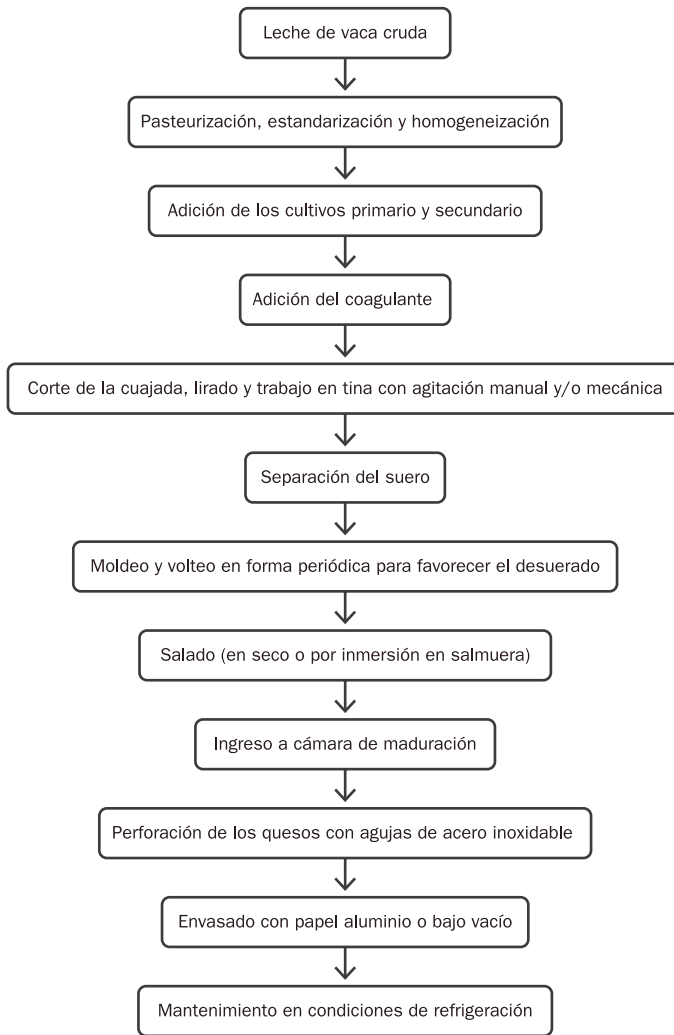 Leche de vaca cruda
Pasteurización, estandarización y homogeneización
Adición de los cultivos primario y secundario
Adición del coagulante
Corte de la cuajada, lirado y trabajo en tina con agitación manual y/o mecánica
Separación del suero
Moldeo y volteo en forma periódica para favorecer el desuerado
Salado (en seco o por inmersión en salmuera)
Ingreso a cámara de maduración
Perforación de los quesos con agujas de acero inoxidable
Envasado con papel aluminio o bajo vacío
Mantenimiento en condiciones de refrigeración